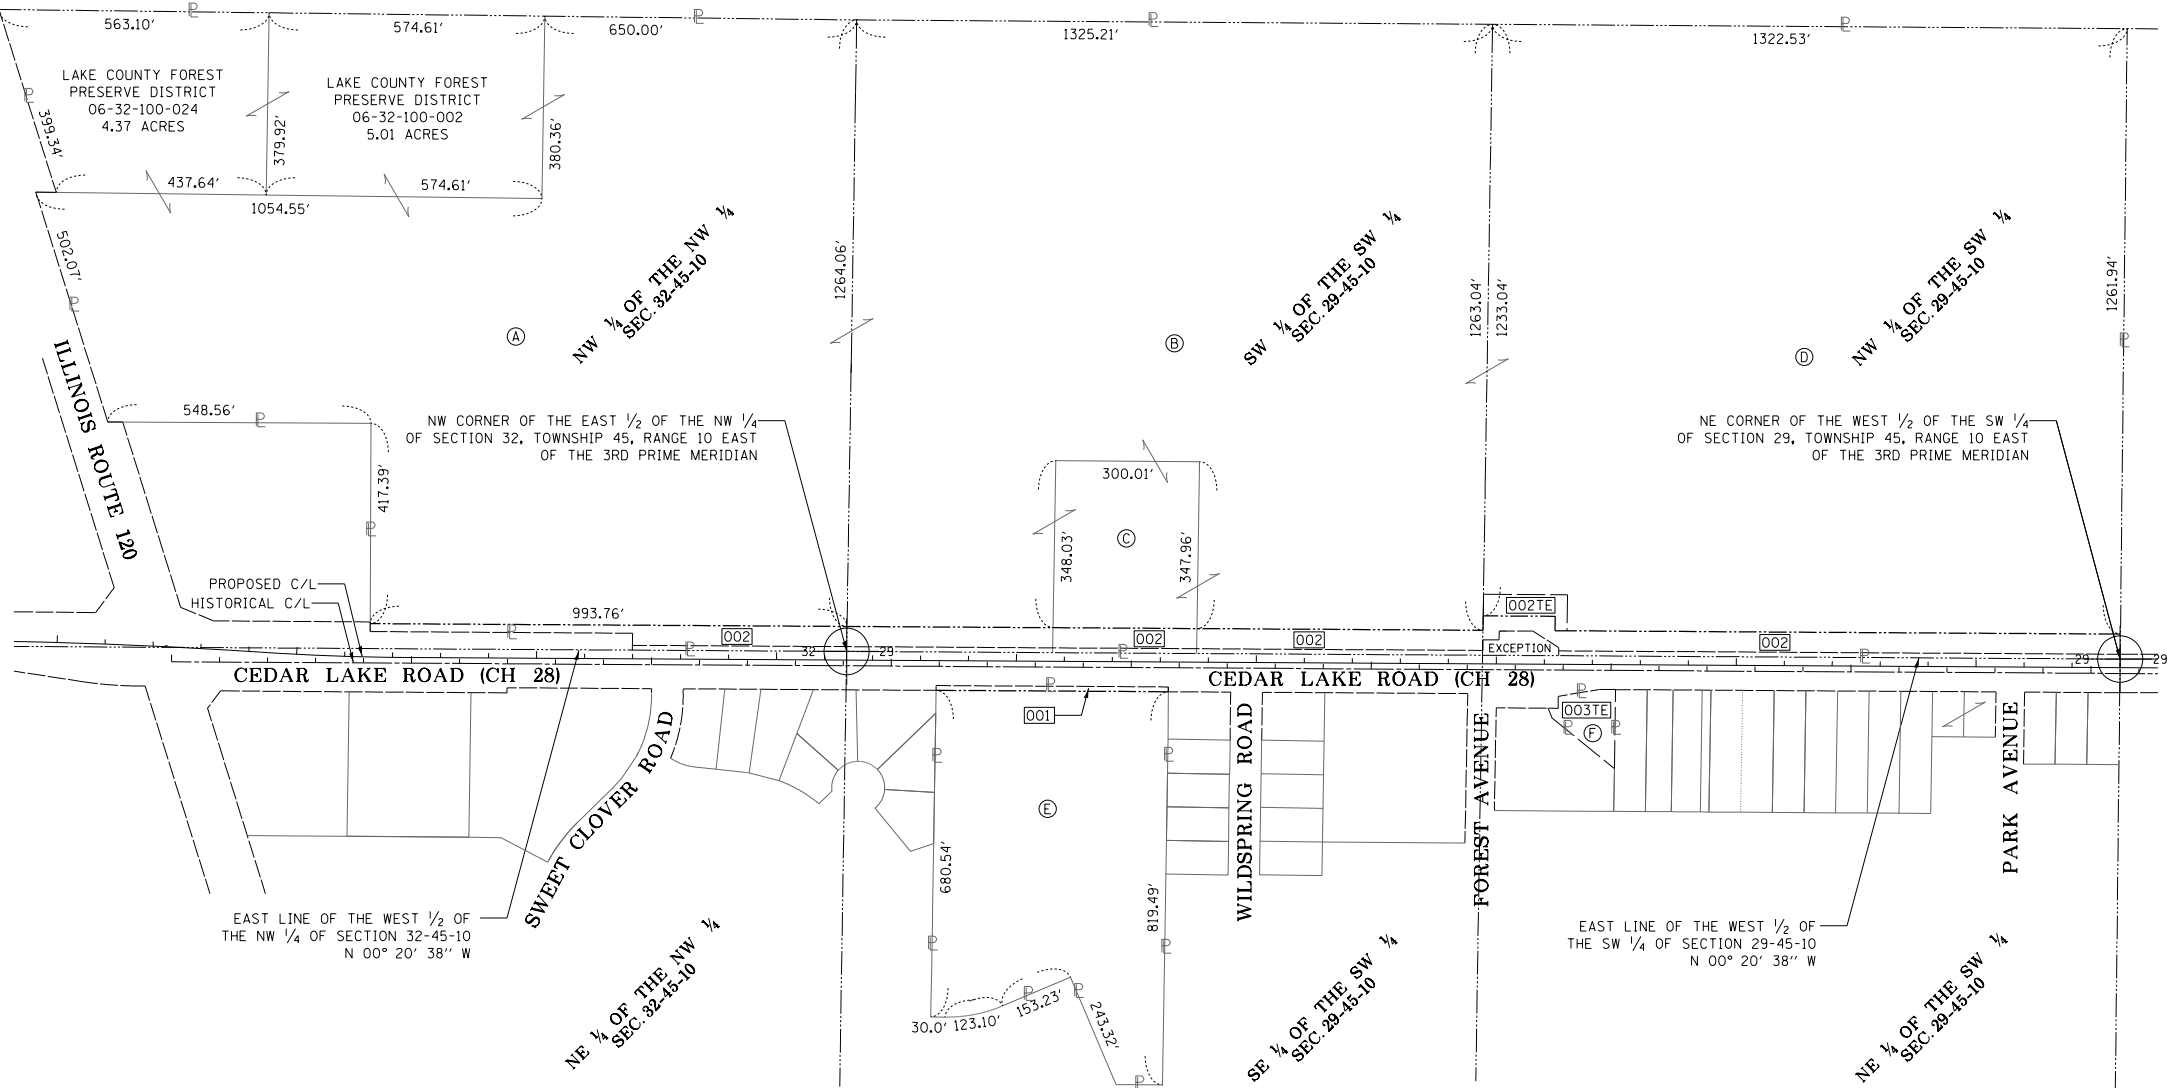 563.10'
574.61'
650.00'
1325.21'
1322.53'
LAKE COUNTY FOREST
PRESERVE DISTRICT
06-32-100-024
4.37 ACRES
LAKE COUNTY FOREST
PRESERVE DISTRICT
06-32-100-002
5.01 ACRES
399.34'
379.92'
380.36'
437.64'
574.61'
1054.55'
502.07'
NW 1/4 OF THE NW 1/4
SEC. 32-45-10
1264.06'
SW 1/4 OF THE SW 1/4
SEC. 29-45-10
1263.04'
1233.04'
NW 1/4 OF THE SW 1/4
SEC. 29-45-10
1261.94'
A
B
D
ILLINOIS ROUTE 120
548.56'
417.39'
NW CORNER OF THE EAST 1/2 OF THE NW 1/4
OF SECTION 32, TOWNSHIP 45, RANGE 10 EAST
OF THE 3RD PRIME MERIDIAN
300.01'
348.03'
C
347.96'
NE CORNER OF THE WEST 1/2 OF THE SW 1/4
OF SECTION 29, TOWNSHIP 45, RANGE 10 EAST
OF THE 3RD PRIME MERIDIAN
PROPOSED C/L
HISTORICAL C/L
993.76'
002
002
002
002TE
EXCEPTION
002
32
29
29
29
CEDAR LAKE ROAD (CH 28)
CEDAR LAKE ROAD (CH 28)
001
003TE
F
SWEET CLOVER ROAD
E
680.54'
819.49'
WILDSPRING ROAD
FOREST AVENUE
PARK AVENUE
EAST LINE OF THE WEST 1/2 OF
THE NW 1/4 OF SECTION 32-45-10
N 00° 20' 38" W
EAST LINE OF THE WEST 1/2 OF
THE SW 1/4 OF SECTION 29-45-10
N 00° 20' 38" W
NE 1/4 OF THE NW 1/4
SEC. 32-45-10
30.0'
123.10'
153.23'
243.32'
SE 1/4 OF THE SW 1/4
SEC. 29-45-10
NE 1/4 OF THE SW 1/4
SEC. 29-45-10